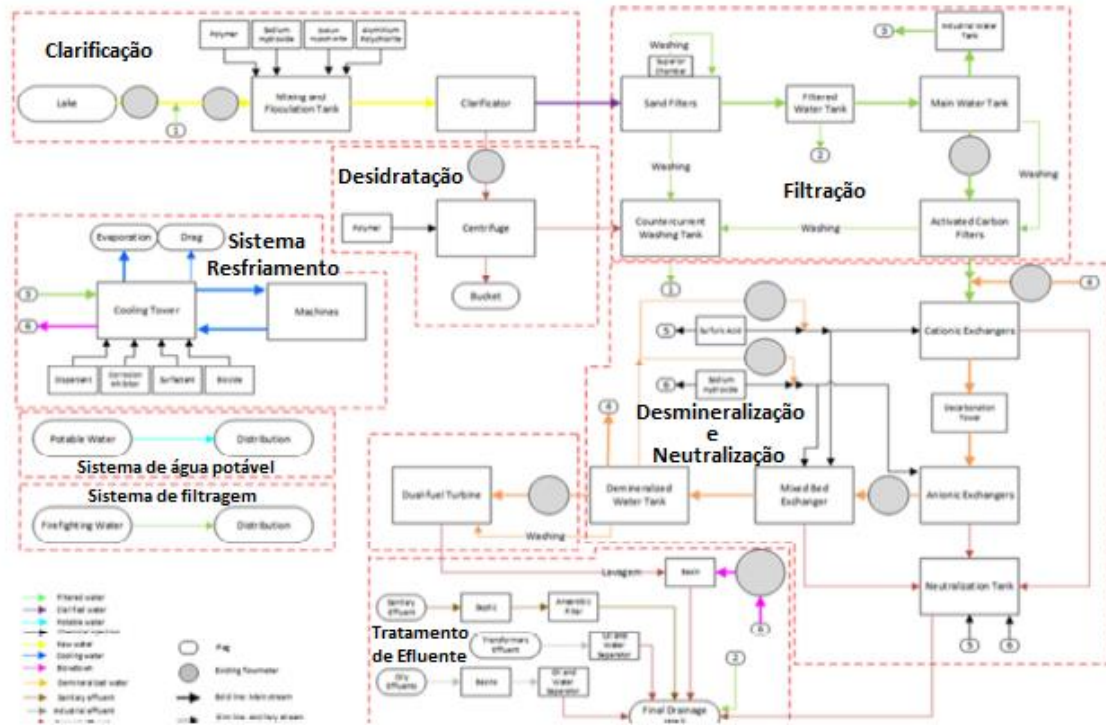 Clarificação
Polymer
Sodium
Hydroxide
Aluminium
Polychloride
Lake
Mixing and
Floculation Tank
Clarificator
1
Washing
Superior
Chamber
Sand Filters
Filtered
Water Tank
2
Main Water Tank
Industrial Water
Tank
3
Washing
Washing
Filtração
Countercurrent
Washing Tank
Washing
Activated Carbon
Filters
1
Desidratação
Polymer
Centrifuge
Bucket
Sistema
Resfriamento
Evaporation
Drag
3
6
Cooling Tower
Machines
Dispersant
Corrosion
Inhibitor
Surfactant
Biocide
Potable Water
Distribution
Sistema de água potável
Sistema de filtragem
Firefighting Water
Distribution
4
5
Sulfuric Acid
Cationic Exchangers
6
Sodium
Hydroxide
Desmineralização
e
Neutralização
Decarbonation
Tower
4
Dual-fuel Turbine
Demineralized
Water Tank
Mixed Bed
Exchanger
Anionic Exchangers
Washing
Neutralization Tank
5
6
Lavagem
Basin
6
Sanitary
Effluent
Septic
Anaerobic
Filter
Tratamento
de Efluente
Transformers
Effluent
Oil and
Water
Separator
2
Oily
Effluents
Oil and
Water
Separator
Final Drainage
Filtered water
Clarified water
Potable water
Raw water
Cooling water
Blowdown
Demineralized water
Sanitary effluent
Industrial effluent
Flag
Existing flowmeter
Bold line: Main stream